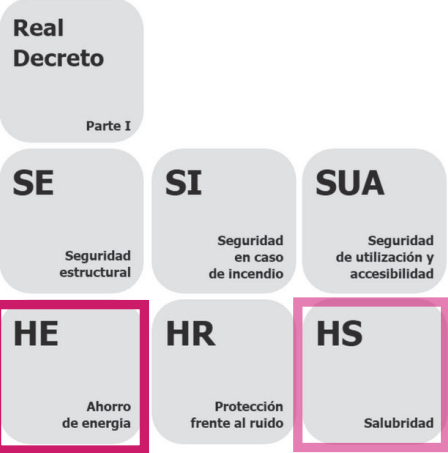 Real
Decreto
Parte I
SE
Seguridad
estructural
SI
Seguridad
en caso
de incendio
SUA
Seguridad
de utilización y
accesibilidad
HE
Ahorro
de energia
HR
Protección
frente al ruido
HS
Salubridad